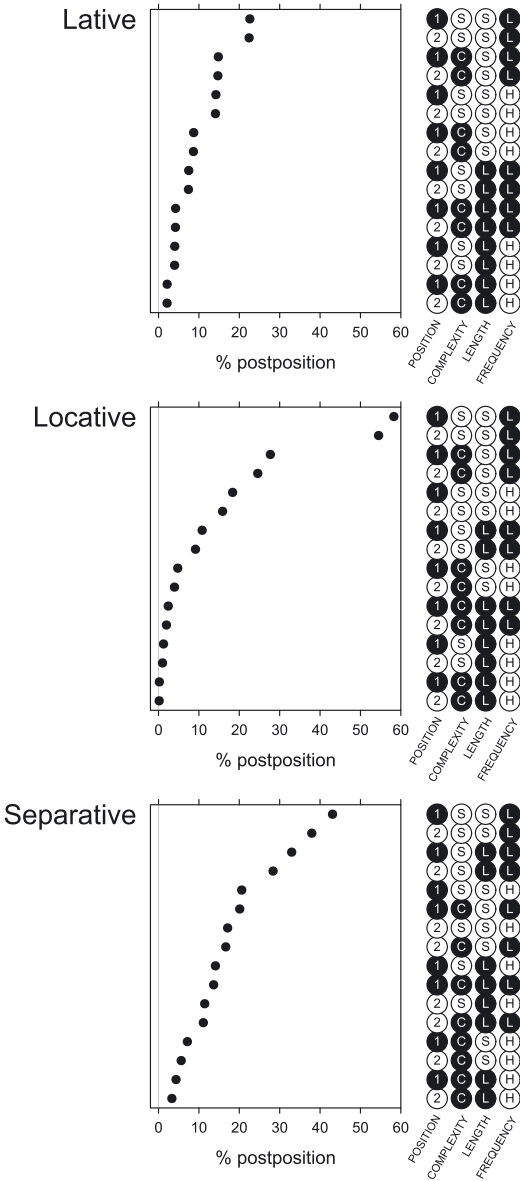 Lative
1 S S L
2 S S L
1 C S L
2 C S L
1 S S H
2 S S H
1 C S H
2 C S H
1 S L L
2 S L L
1 C L L
2 C L L
1 S L H
2 S L H
1 C L H
2 C L H
0 10 20 30 40 50 60
POSITION COMPLEXITY LENGTH FREQUENCY
% postposition
Locative
1 S S L
2 S S L
1 C S L
2 C S L
1 S S H
2 S S H
1 S L L
2 S L L
1 C S H
2 C S H
1 C L L
2 C L L
1 S L H
2 S L H
1 C L H
2 C L H
0 10 20 30 40 50 60
POSITION COMPLEXITY LENGTH FREQUENCY
% postposition
Separative
1 S S L
2 S S L
1 S L L
2 S L L
1 S S H
1 C S L
2 S S H
2 C S L
1 S L H
1 C L L
2 S L H
2 C L L
1 C S H
2 C S H
1 C L H
2 C L H
0 10 20 30 40 50 60
POSITION COMPLEXITY LENGTH FREQUENCY
% postposition